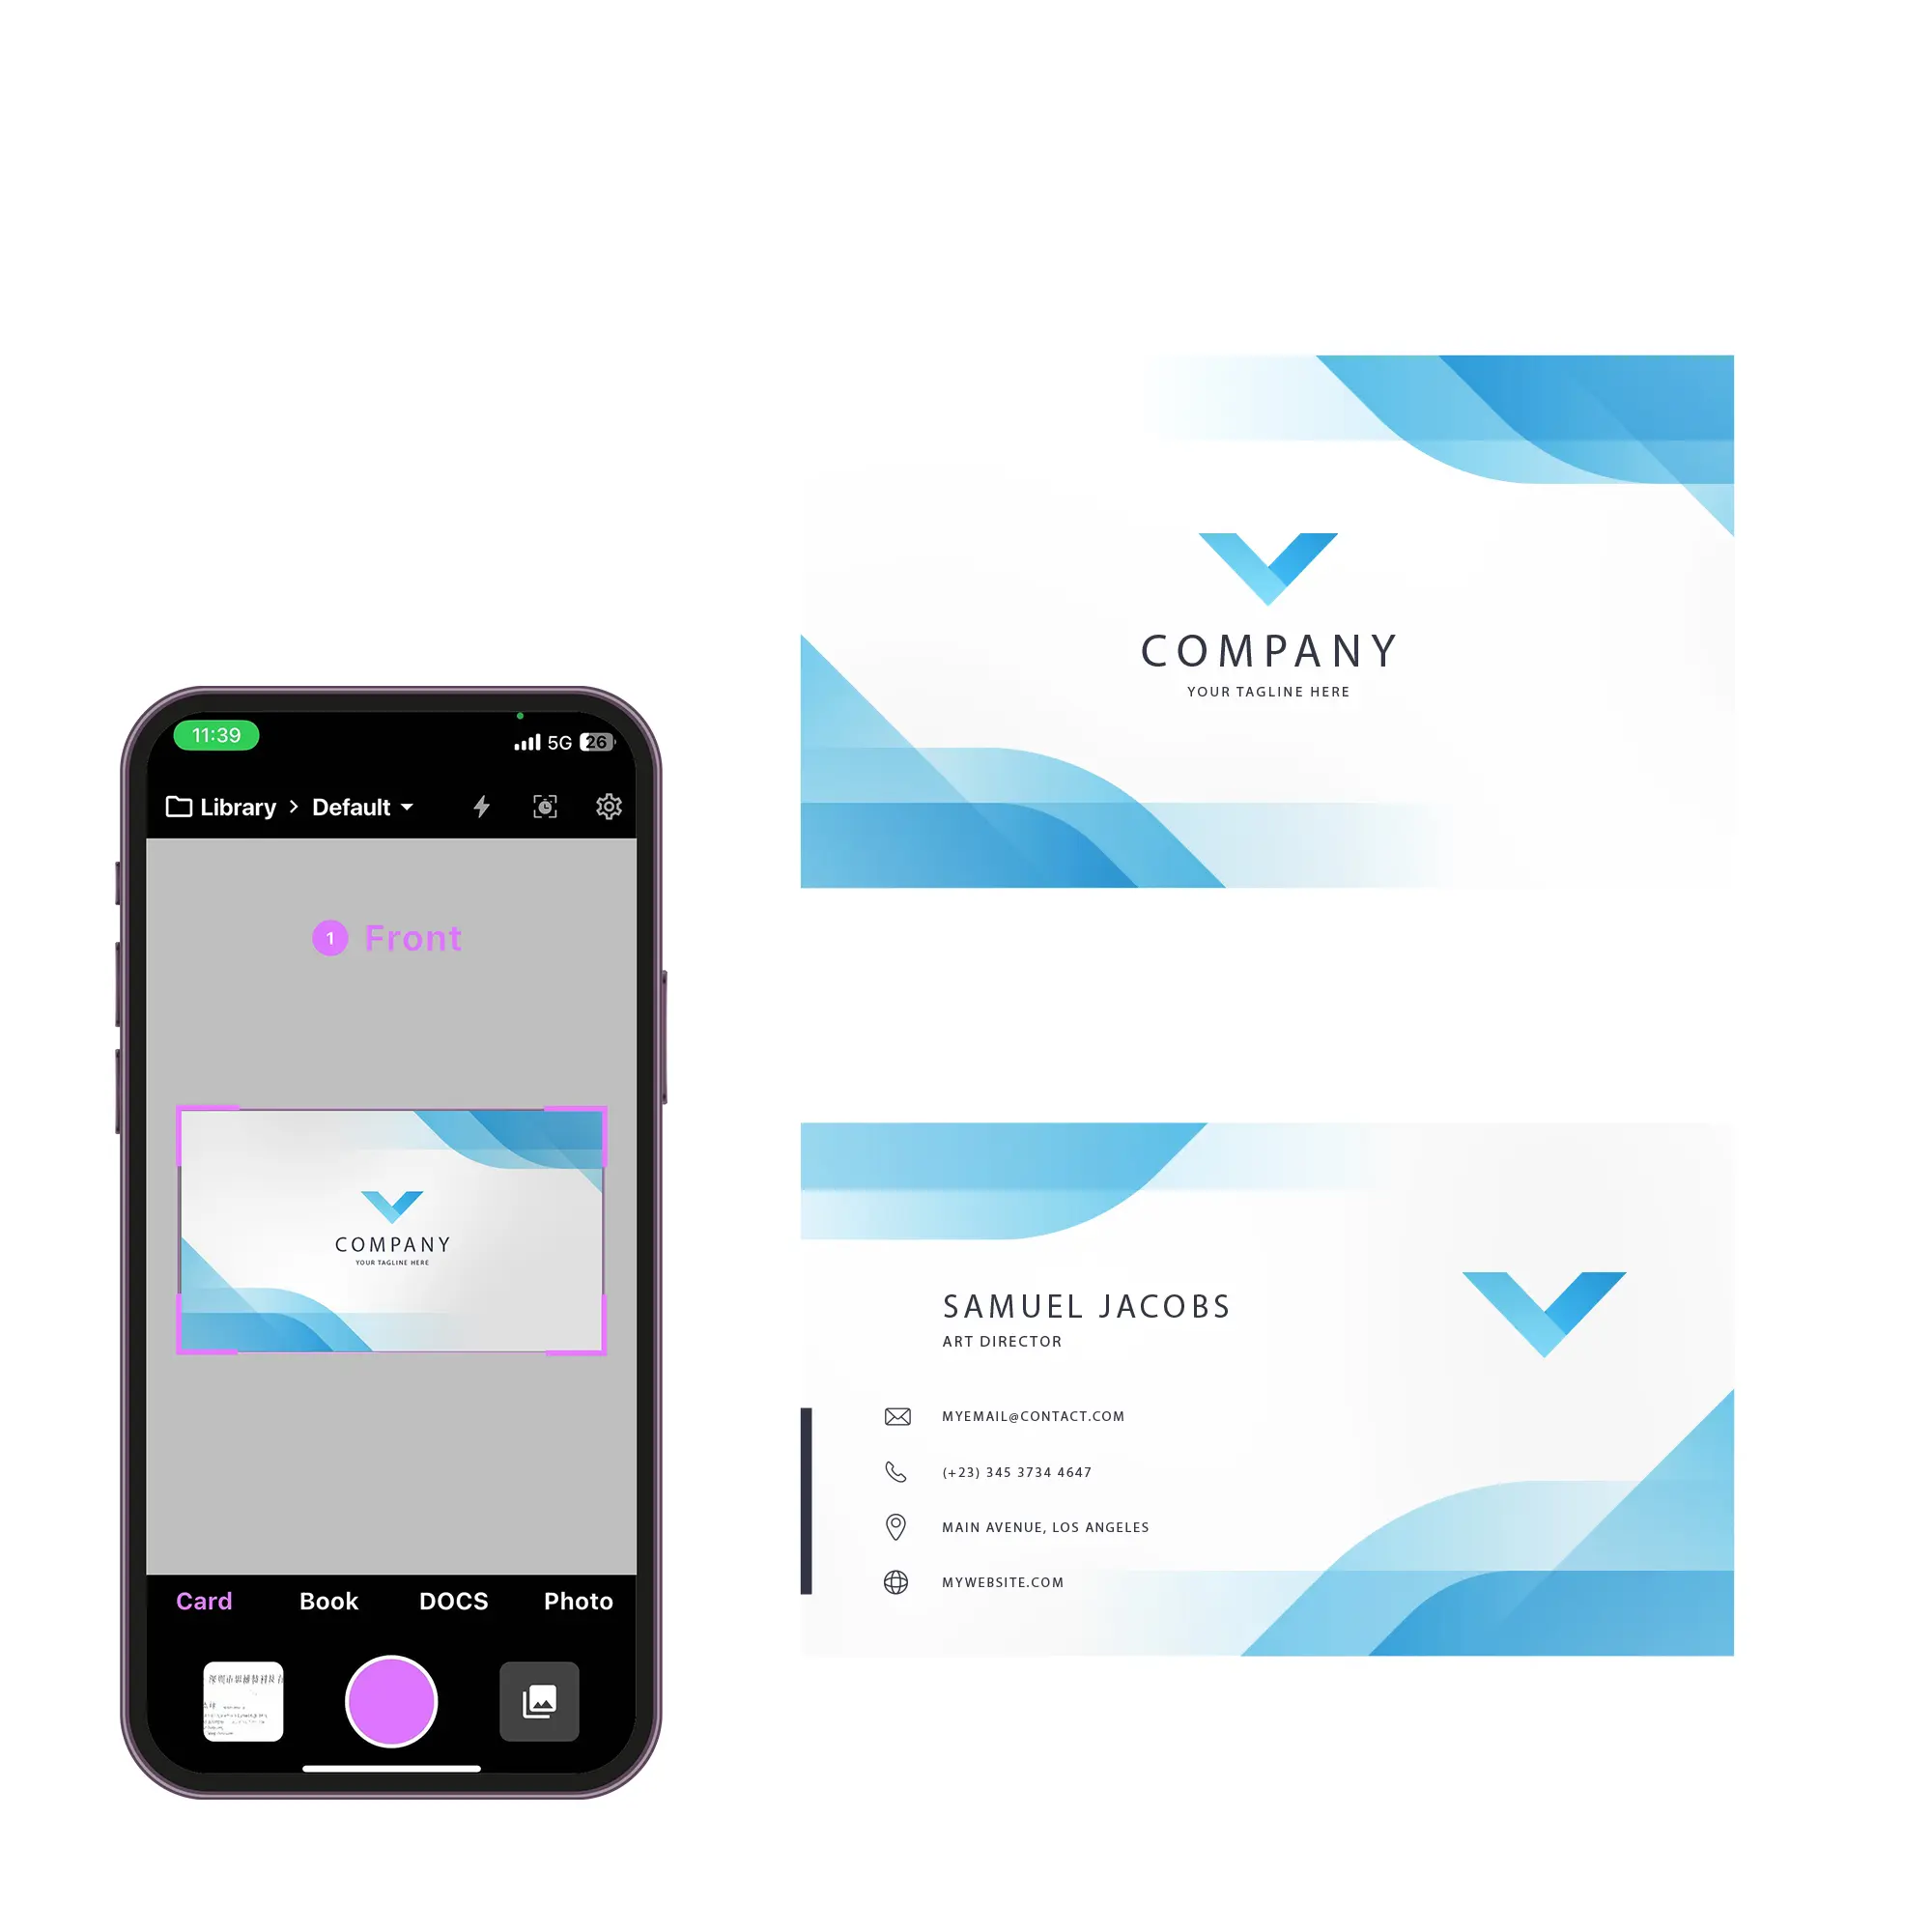 11:39
5G 26
Library > Default
1 Front
COMPANY
YOUR TAGLINE HERE
Card Book DOCS Photo
COMPANY
YOUR TAGLINE HERE
SAMUEL JACOBS
ART DIRECTOR
MYEMAIL@CONTACT.COM
(+23) 345 3734 4647
MAIN AVENUE, LOS ANGELES
MYWEBSITE.COM